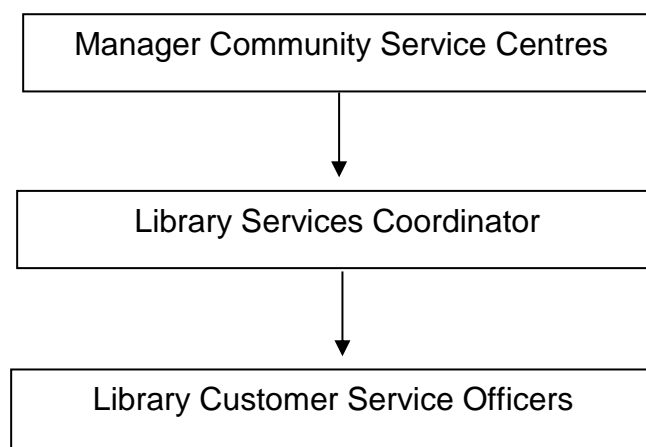 Manager Community Service Centres
Library Services Coordinator
Library Customer Service Officers